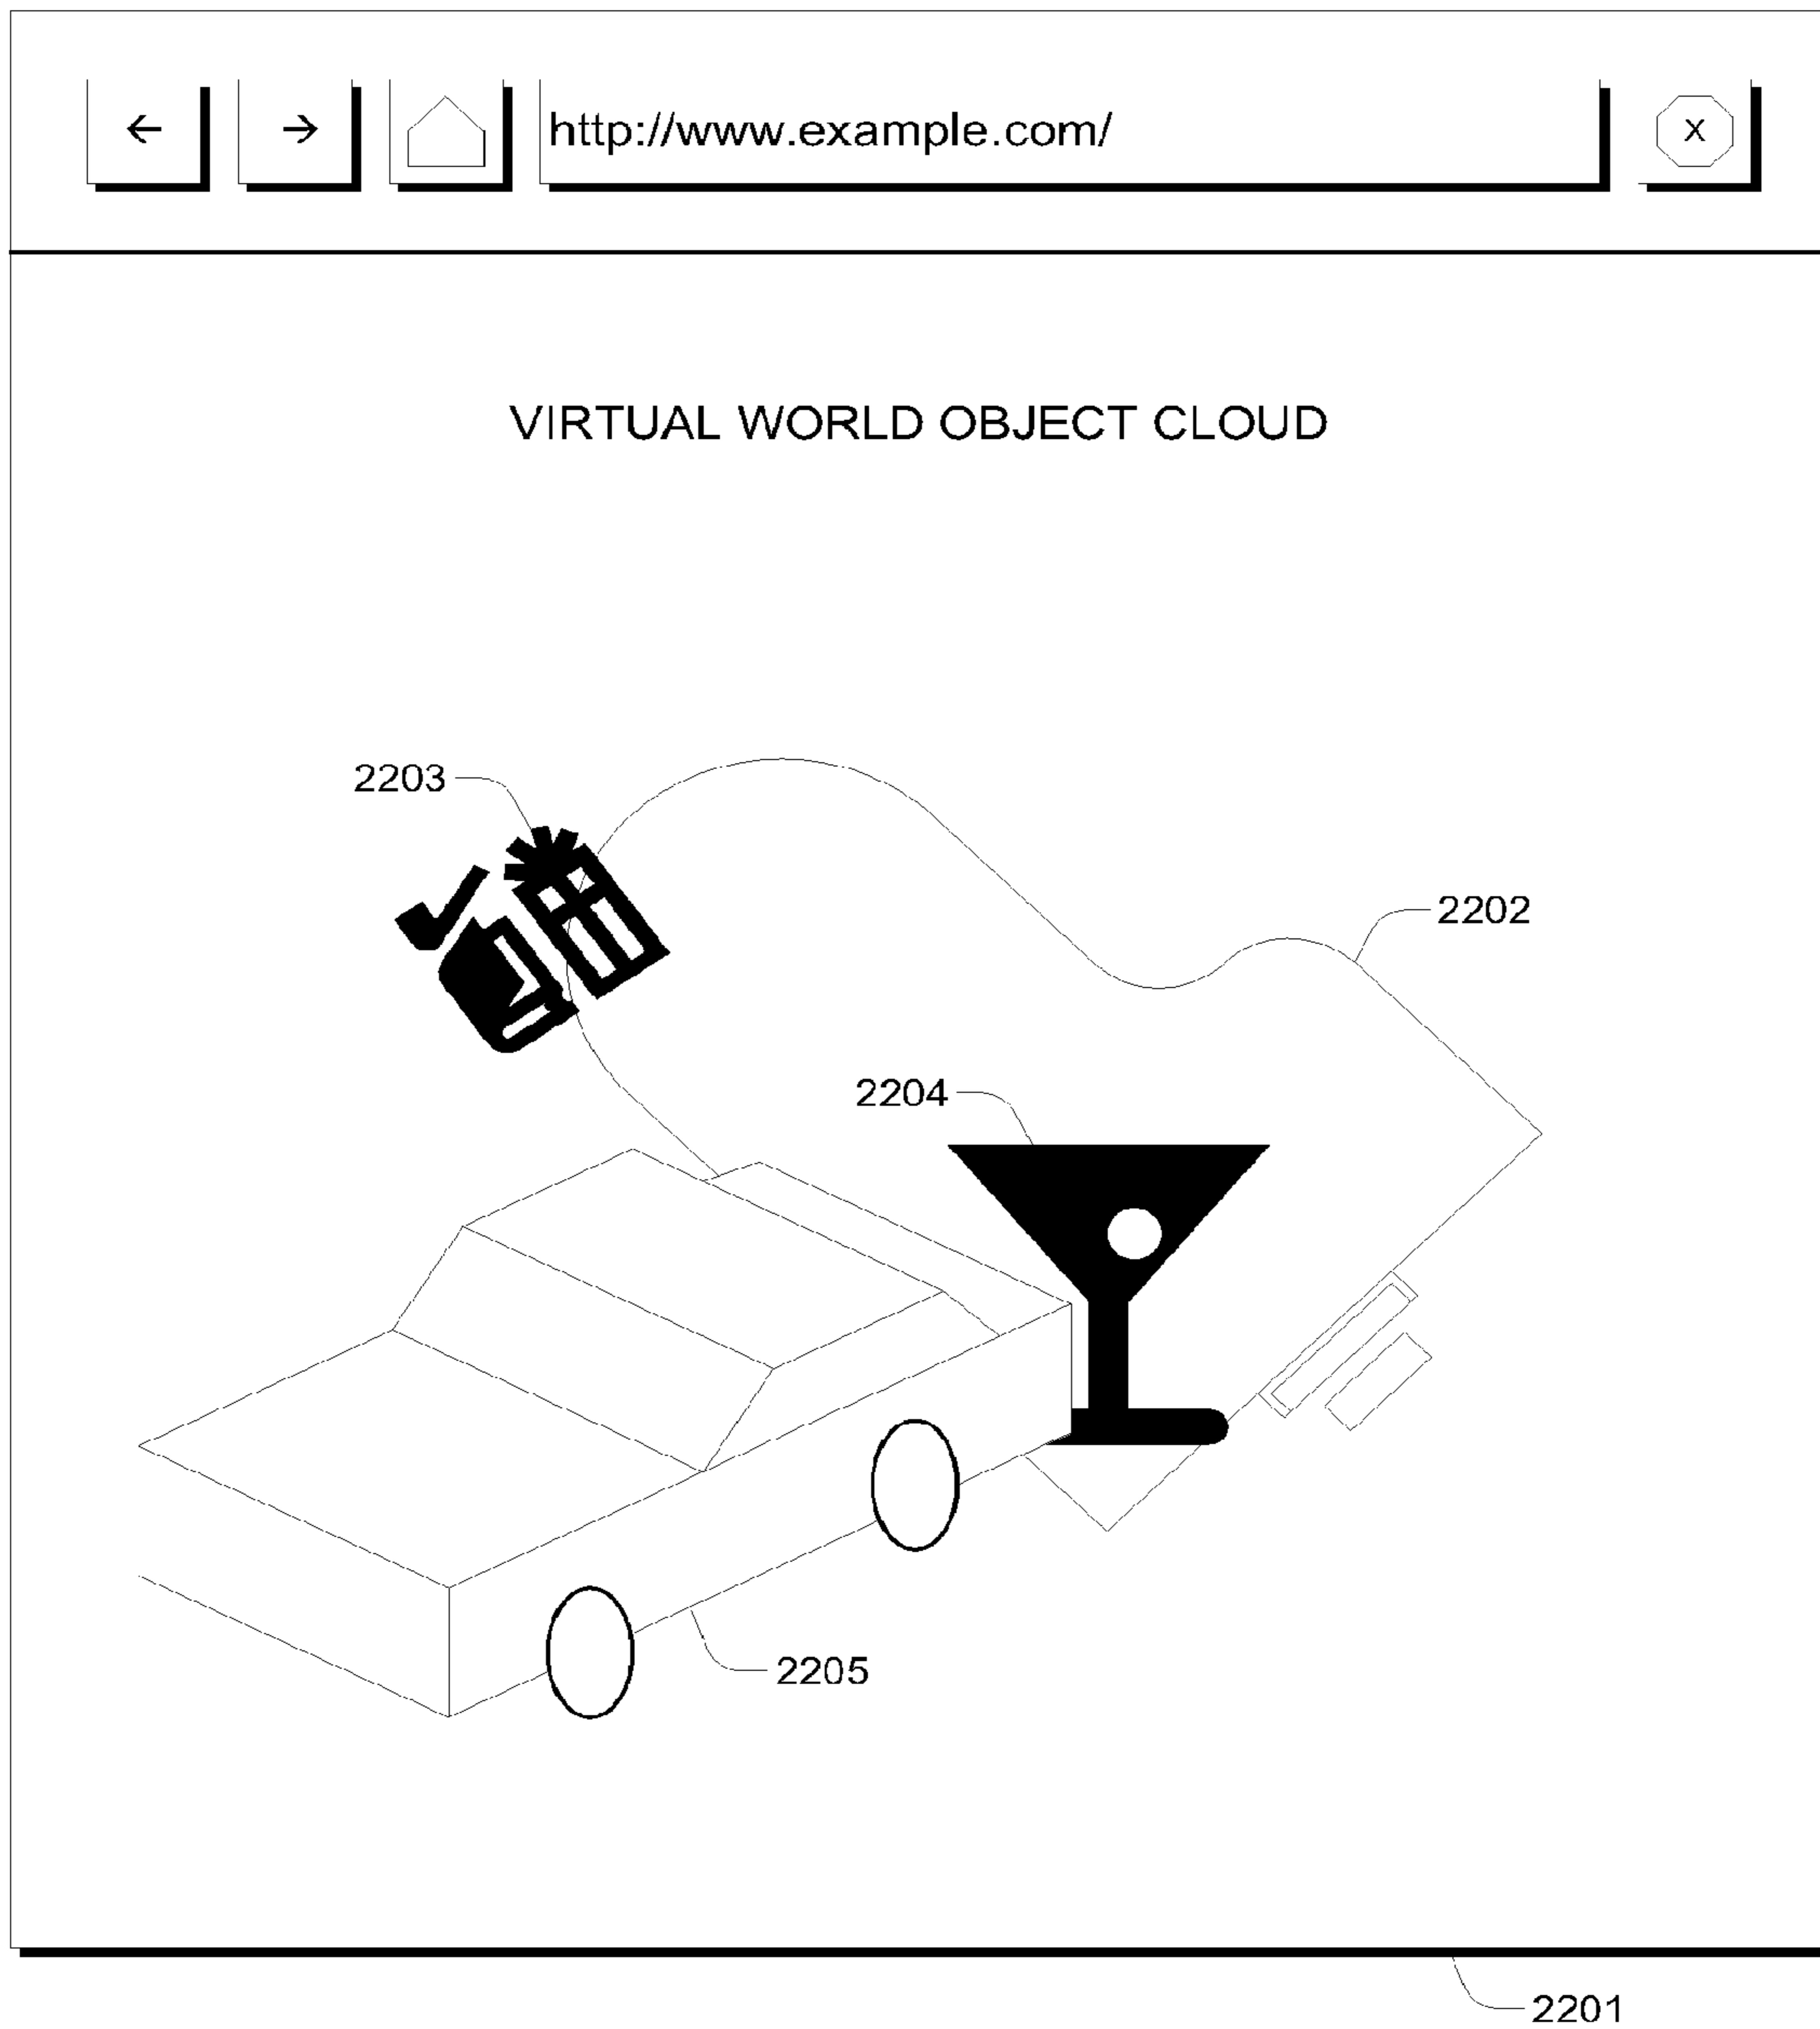 http://www.example.com/
X
VIRTUAL WORLD OBJECT CLOUD
2203
2202
2204
2205
2201